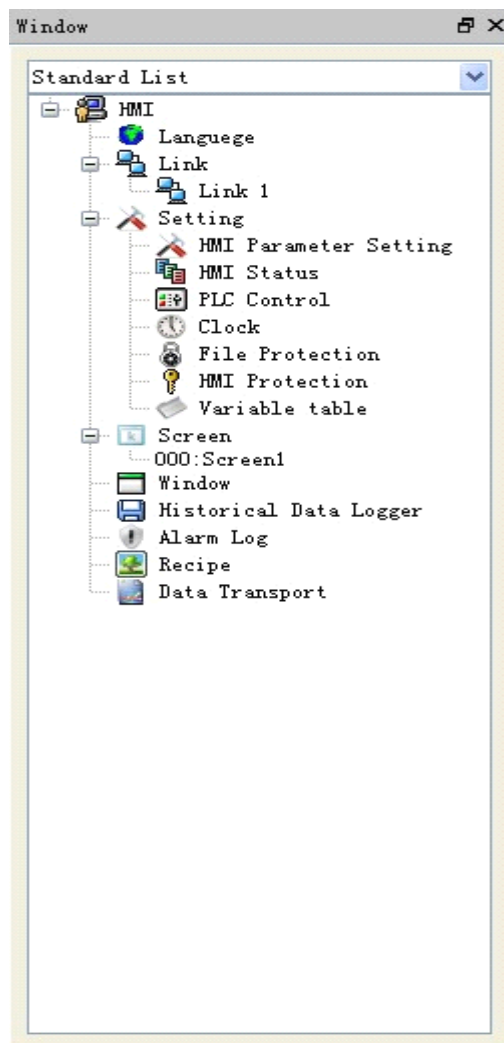 Window
Standard List
HMI
Languege
Link
Link 1
Setting
HMI Parameter Setting
HMI Status
PLC Control
Clock
File Protection
HMI Protection
Variable table
Screen
000:Screen1
Window
Historical Data Logger
Alarm Log
Recipe
Data Transport